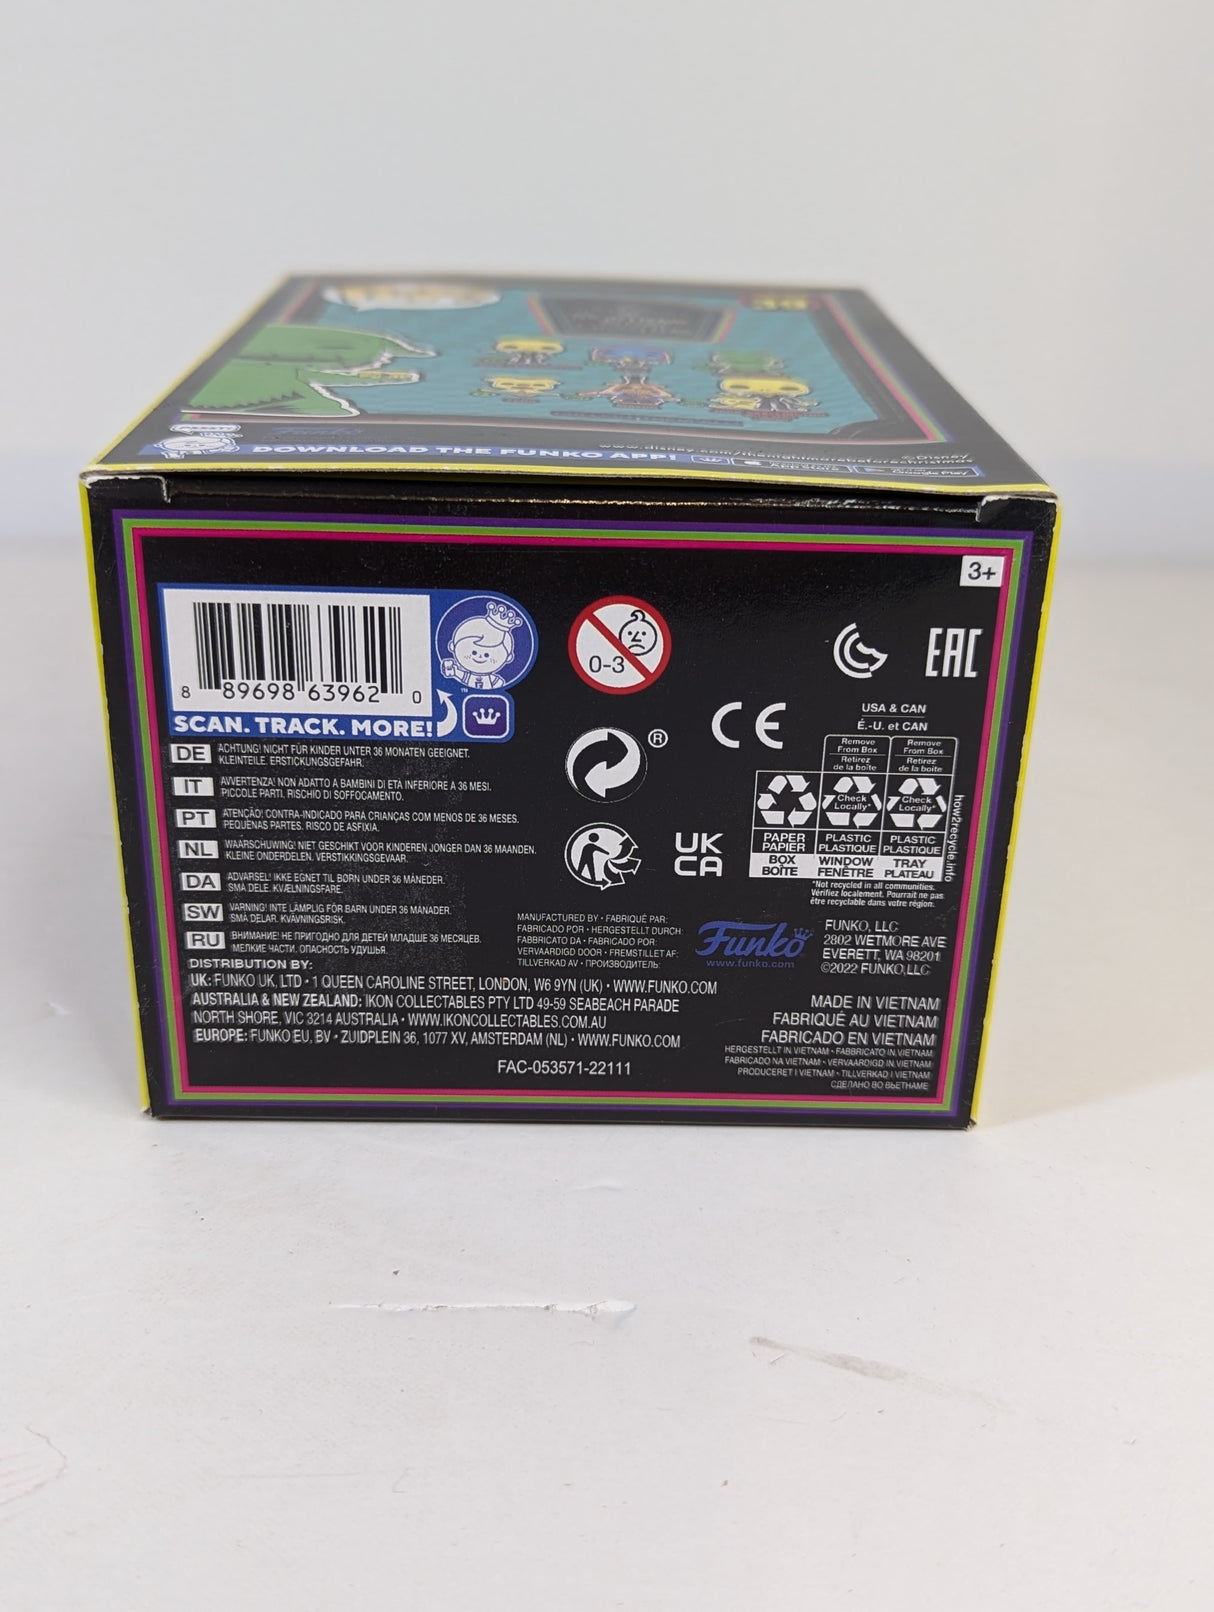 39
DOWNLOAD THE FUNKO APP!
www.disney.com/thenightmarebeforechristmas
©Disney
App Store
Google Play
3+
8 89698 63962 0
SCAN. TRACK. MORE!
™
0-3
EAC
®
CE
UK
CA
USA & CAN
É.-U. et CAN
Remove From Box
Retirez de la boîte
Remove From Box
Retirez de la boîte
Check Locally*
Check Locally*
PAPER
PAPIER
BOX
BOÎTE
PLASTIC
PLASTIQUE
WINDOW
FENÊTRE
PLASTIC
PLASTIQUE
TRAY
PLATEAU
how2recycle.info
*Not recycled in all communities.
Vérifiez localement. Pourrait ne pas
être recyclable dans votre région.
DE ACHTUNG! NICHT FÜR KINDER UNTER 36 MONATEN GEEIGNET.
KLEINTEILE. ERSTICKUNGSGEFAHR.
IT AVVERTENZA! NON ADATTO A BAMBINI DI ETÀ INFERIORE A 36 MESI.
PICCOLE PARTI. RISCHIO DI SOFFOCAMENTO.
PT ATENÇÃO! CONTRA-INDICADO PARA CRIANÇAS COM MENOS DE 36 MESES.
PEQUENAS PARTES. RISCO DE ASFIXIA.
NL WAARSCHUWING! NIET GESCHIKT VOOR KINDEREN JONGER DAN 36 MAANDEN.
KLEINE ONDERDELEN. VERSTIKKINGSGEVAAR.
DA ADVARSEL! IKKE EGNET TIL BØRN UNDER 36 MÅNEDER.
SMÅ DELE. KVÆLNINGSFARE.
SW VARNING! INTE LÄMPLIG FÖR BARN UNDER 36 MÅNADER.
SMÅ DELAR. KVÄVNINGSRISK.
RU ВНИМАНИЕ! НЕ ПРИГОДНО ДЛЯ ДЕТЕЙ МЛАДШЕ 36 МЕСЯЦЕВ.
МЕЛКИЕ ЧАСТИ. ОПАСНОСТЬ УДУШЬЯ.
MANUFACTURED BY • FABRIQUÉ PAR:
FABRICADO POR • HERGESTELLT DURCH:
FABBRICATO DA • FABRICADO POR:
VERVAARDIGD DOOR • FREMSTILLET AF:
TILLVERKAD AV • ПРОИЗВОДИТЕЛЬ:
Funko
www.funko.com
FUNKO, LLC
2802 WETMORE AVE
EVERETT, WA 98201
©2022 FUNKO, LLC
DISTRIBUTION BY:
UK: FUNKO UK, LTD • 1 QUEEN CAROLINE STREET, LONDON, W6 9YN (UK) • WWW.FUNKO.COM
AUSTRALIA & NEW ZEALAND: IKON COLLECTABLES PTY LTD 49-59 SEABEACH PARADE
NORTH SHORE, VIC 3214 AUSTRALIA • WWW.IKONCOLLECTABLES.COM.AU
EUROPE: FUNKO EU, BV • ZUIDPLEIN 36, 1077 XV, AMSTERDAM (NL) • WWW.FUNKO.COM
FAC-053571-22111
MADE IN VIETNAM
FABRIQUÉ AU VIETNAM
FABRICADO EN VIETNAM
HERGESTELLT IN VIETNAM • FABBRICATO IN VIETNAM
FABRICADO NA VIETNAM • VERVAARDIGD IN VIETNAM
PRODUCERET I VIETNAM • TILLVERKAD I VIETNAM
СДЕЛАНО ВО ВЬЕТНАМЕ